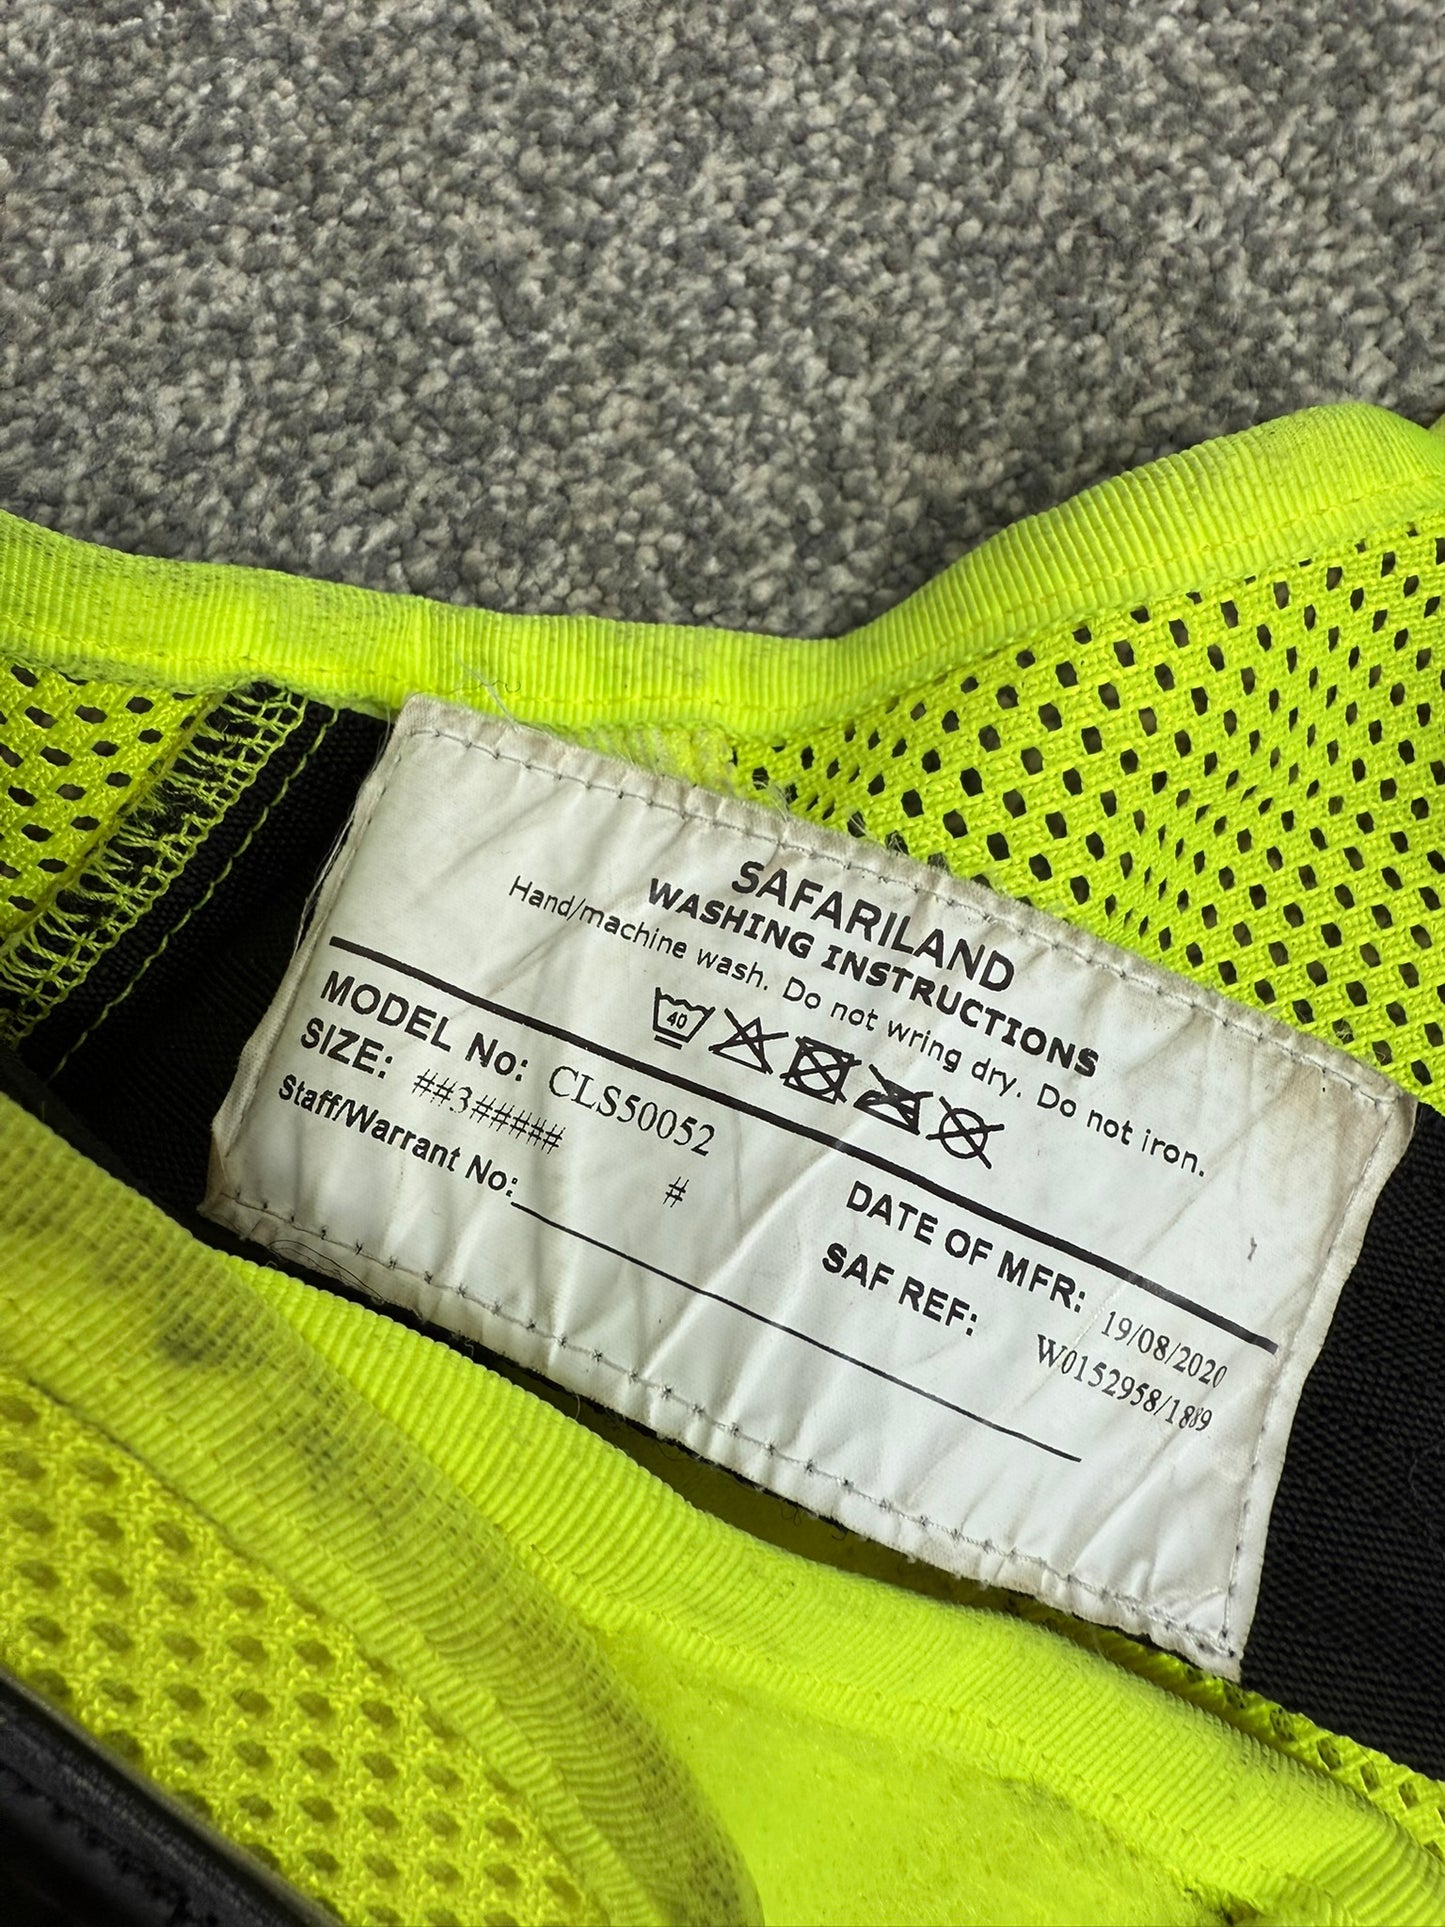 SAFARILAND
WASHING INSTRUCTIONS
Hand/machine wash. Do not wring dry. Do not iron.
40
MODEL No: CLS50052
SIZE: ##3##### #
Staff/Warrant No:
DATE OF MFR: 19/08/2020
SAF REF: W0152958/1889